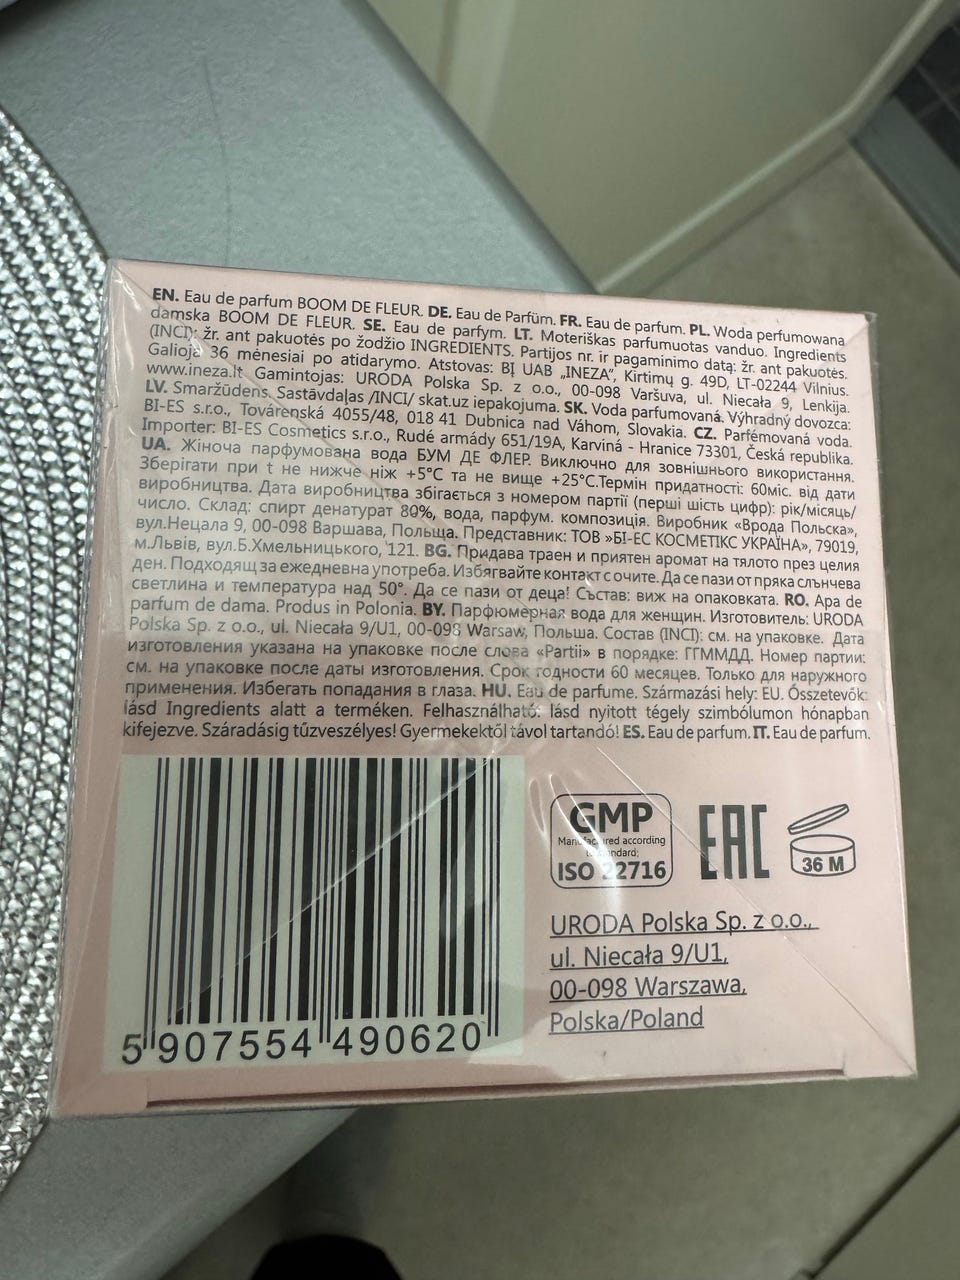 EN. Eau de parfum BOOM DE FLEUR. DE. Eau de Parfüm. FR. Eau de parfum. PL. Woda perfumowana
damska BOOM DE FLEUR. SE. Eau de parfym. LT. Moteriškas parfumuotas vanduo. Ingredients
(INCI): žr. ant pakuotės po žodžio INGREDIENTS. Partijos nr. ir pagaminimo datą: žr. ant pakuotės.
Galioja 36 mėnesiai po atidarymo. Atstovas: BĮ UAB „INEZA”, Kirtimų g. 49D, LT-02244 Vilnius.
www.ineza.lt Gamintojas: URODA Polska Sp. z o.o., 00-098 Varšuva, ul. Niecała 9, Lenkija.
LV. Smaržūdens. Sastāvdaļas /INCI/ skat.uz iepakojuma. SK. Voda parfumovaná. Výhradný dovozca:
BI-ES s.r.o., Továrenská 4055/48, 018 41 Dubnica nad Váhom, Slovakia. CZ. Parfémovaná voda.
Importer: BI-ES Cosmetics s.r.o., Rudé armády 651/19A, Karviná - Hranice 73301, Česká republika.
UA. Жіноча парфумована вода БУМ ДЕ ФЛЕР. Виключно для зовнішнього використання.
Зберігати при t не нижче ніж +5°C та не вище +25°C.Термін придатності: 60міс. від дати
виробництва. Дата виробництва збігається з номером партії (перші шість цифр): рік/місяць/
число. Склад: спирт денатурат 80%, вода, парфум. композиція. Виробник «Врода Польска»,
вул.Нецала 9, 00-098 Варшава, Польща. Представник: ТОВ »БІ-ЕС КОСМЕТІКС УКРАЇНА», 79019,
м.Львів, вул.Б.Хмельницького, 121. BG. Придава траен и приятен аромат на тялото през целия
ден. Подходящ за ежедневна употреба. Избягвайте контакт с очите. Да се пази от пряка слънчева
светлина и температура над 50°. Да се пази от деца! Състав: виж на опаковката. RO. Apa de
parfum de dama. Produs in Polonia. BY. Парфюмерная вода для женщин. Изготовитель: URODA
Polska Sp. z o.o., ul. Niecała 9/U1, 00-098 Warsaw, Польша. Состав (INCI): см. на упаковке. Дата
изготовления указана на упаковке после слова «Partii» в порядке: ГГММДД. Номер партии:
см. на упаковке после даты изготовления. Срок годности 60 месяцев. Только для наружного
применения. Избегать попадания в глаза. HU. Eau de parfume. Származási hely: EU. Összetevők:
lásd Ingredients alatt a terméken. Felhasználható: lásd nyitott tégely szimbólumon hónapban
kifejezve. Száradásig tűzveszélyes! Gyermekektől távol tartandó! ES. Eau de parfum. IT. Eau de parfum.
GMP
Manufactured according
to standard;
ISO 22716
EAC
36 M
URODA Polska Sp. z o.o.,
ul. Niecała 9/U1,
00-098 Warszawa,
Polska/Poland
5 907554 490620